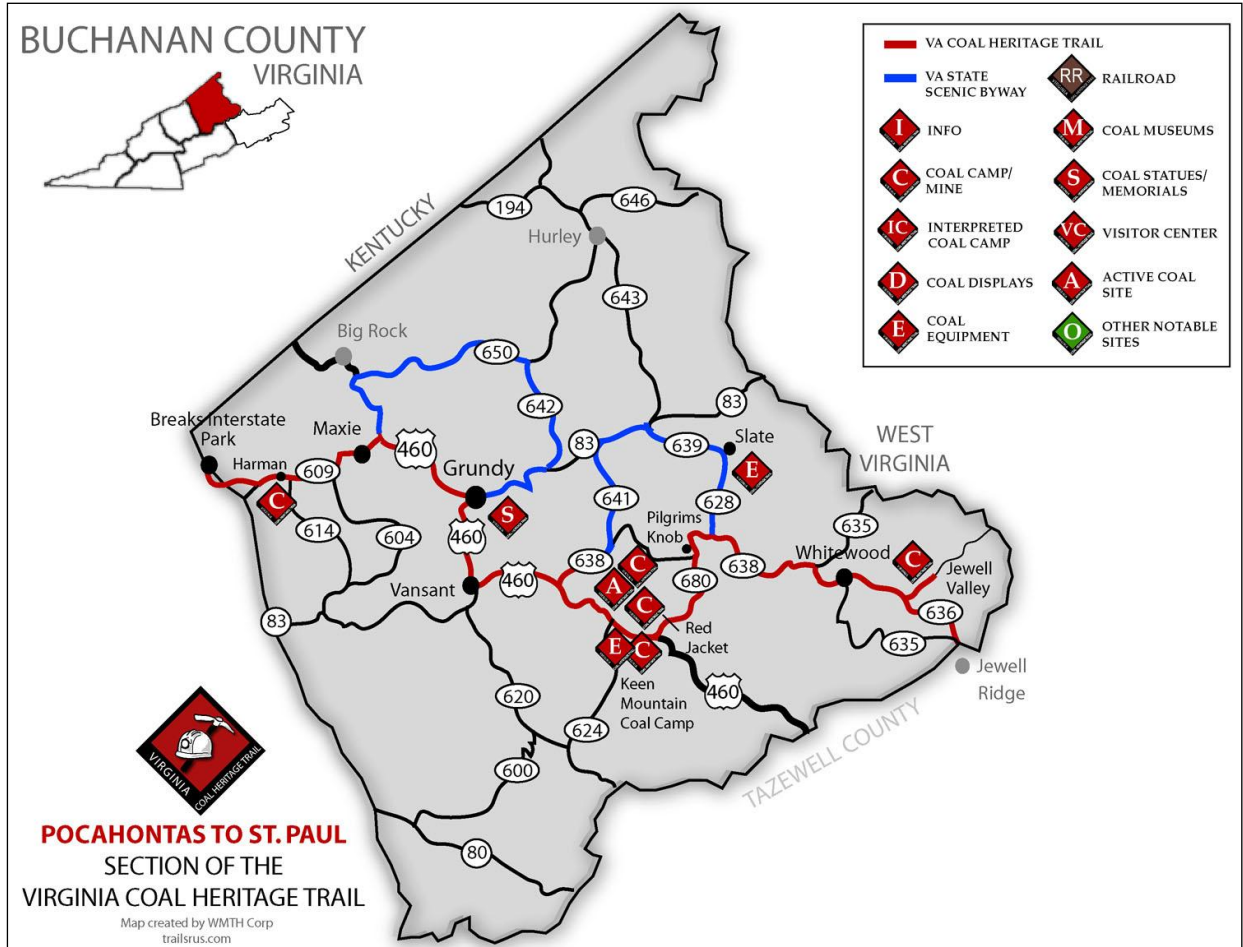 BUCHANAN COUNTY
VIRGINIA
VA COAL HERITAGE TRAIL
VA STATE
SCENIC BYWAY
RR
RAILROAD
I
INFO
M
COAL MUSEUMS
C
COAL CAMP/
MINE
S
COAL STATUES/
MEMORIALS
IC
INTERPRETED
COAL CAMP
VC
VISITOR CENTER
D
COAL DISPLAYS
A
ACTIVE COAL
SITE
E
COAL
EQUIPMENT
O
OTHER NOTABLE
SITES
KENTUCKY
194
646
Hurley
643
Big Rock
650
642
83
Breaks Interstate
Park
Maxie
460
83
639
Slate
WEST
VIRGINIA
Harman
609
Grundy
E
C
614
604
S
641
628
460
Pilgrims
Knob
635
Whitewood
C
638
C
638
Jewell
Valley
Vansant
460
A
680
C
636
83
Red
Jacket
635
E
C
Jewell
Ridge
Keen
Mountain
Coal Camp
460
620
624
600
TAZEWELL COUNTY
80
VIRGINIA
COAL HERITAGE TRAIL
POCAHONTAS TO ST. PAUL
SECTION OF THE
VIRGINIA COAL HERITAGE TRAIL
Map created by WMTH Corp
trailsrus.com